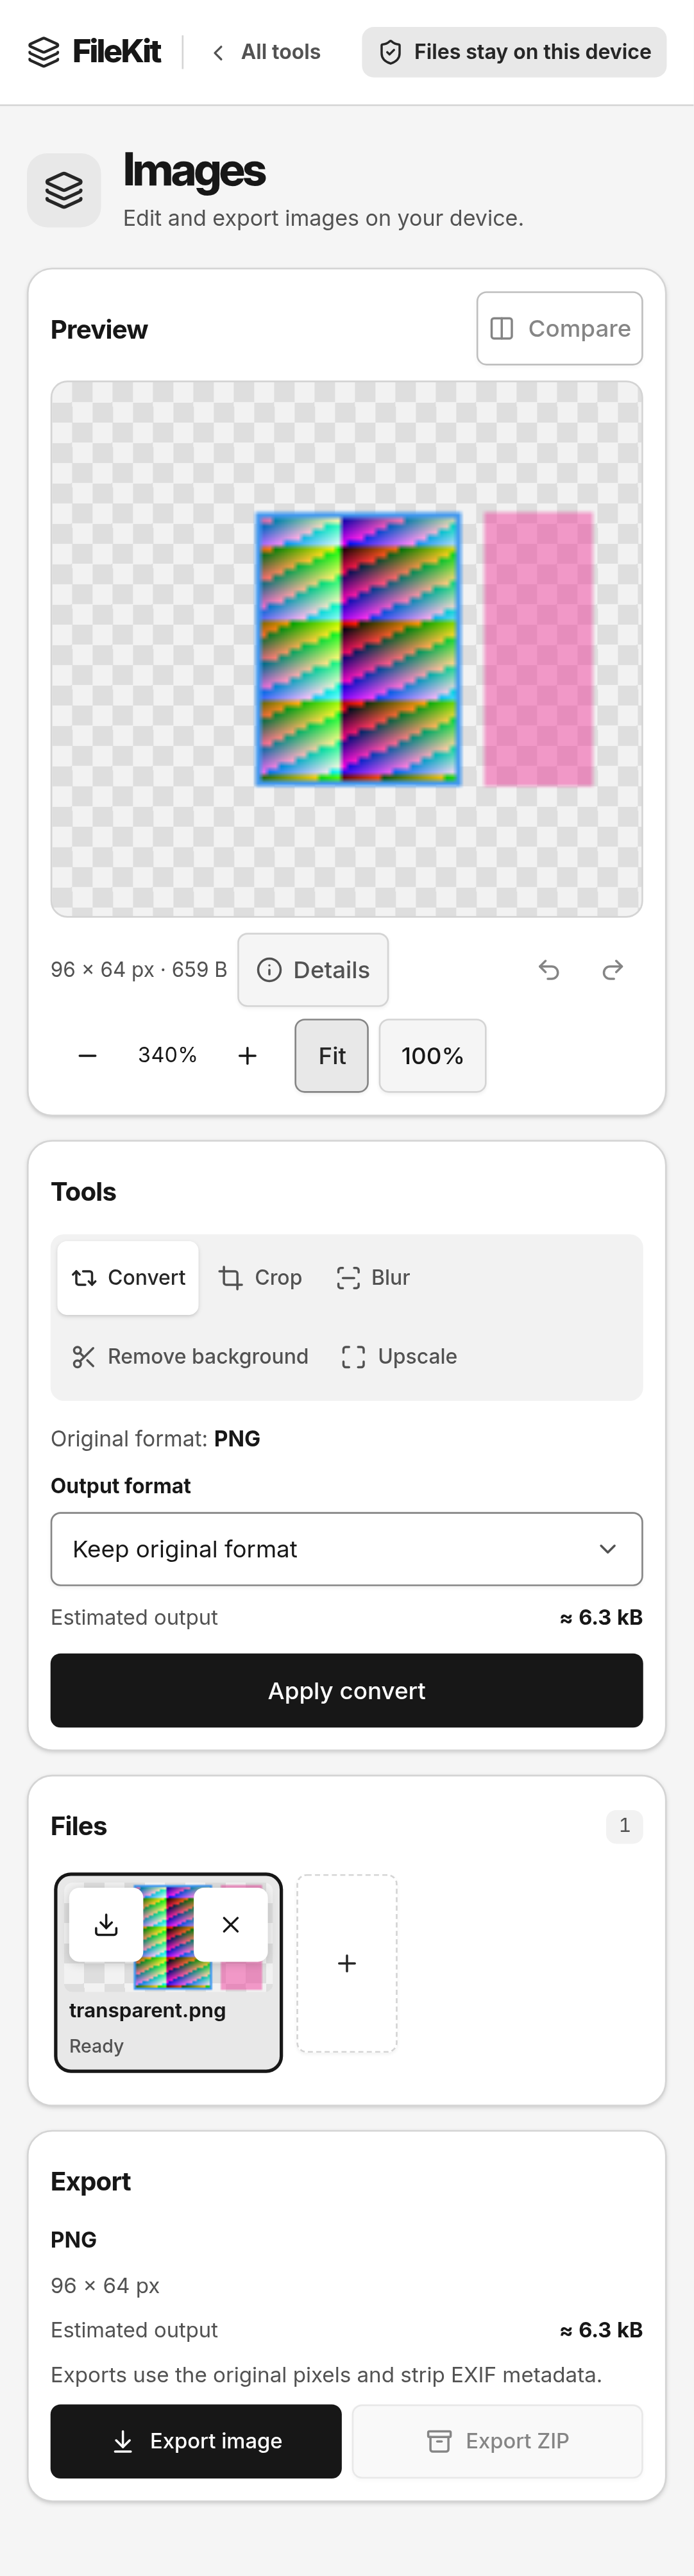 FileKit
All tools
Files stay on this device
Images
Edit and export images on your device.
Preview
Compare
96 × 64 px · 659 B
Details
340%
Fit
100%
Tools
Convert
Crop
Blur
Remove background
Upscale
Original format: PNG
Output format
Keep original format
Estimated output
≈ 6.3 kB
Apply convert
Files
1
transparent.png
Ready
Export
PNG
96 × 64 px
Estimated output
≈ 6.3 kB
Exports use the original pixels and strip EXIF metadata.
Export image
Export ZIP